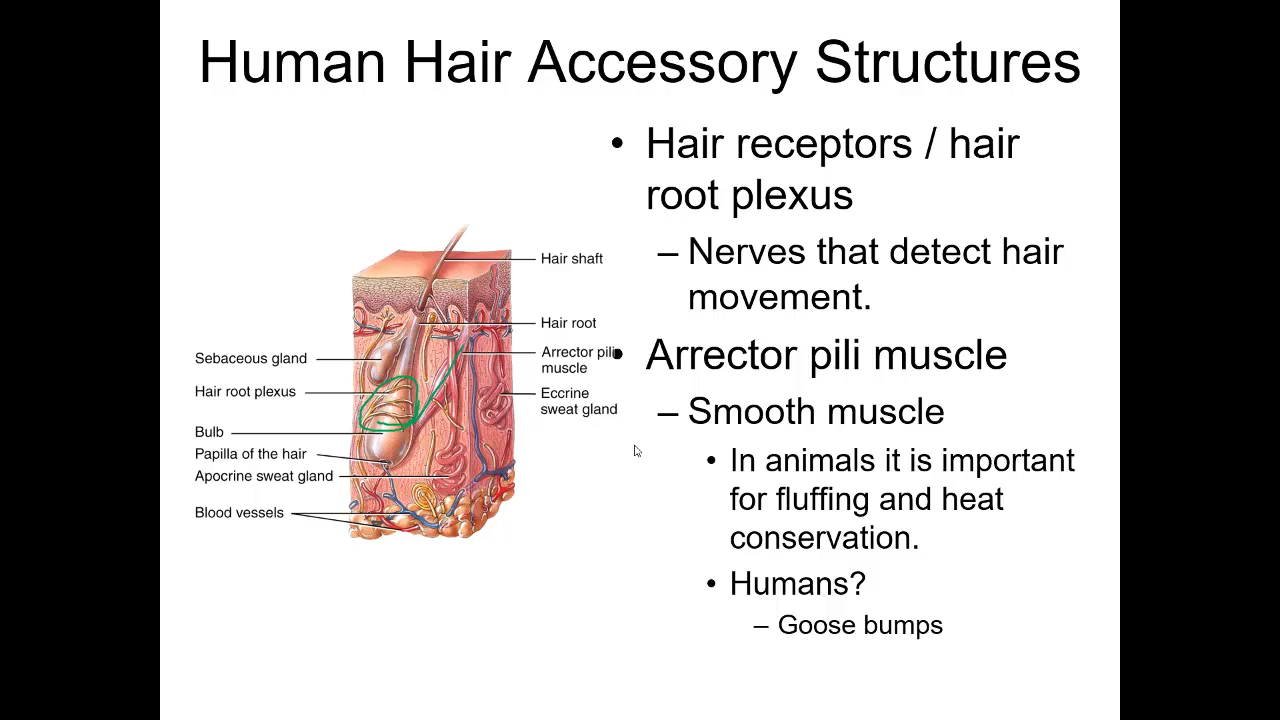 Human Hair Accessory Structures
• Hair receptors / hair
root plexus
– Nerves that detect hair
movement.
• Arrector pili muscle
– Smooth muscle
• In animals it is important
for fluffing and heat
conservation.
• Humans?
– Goose bumps
Hair shaft
Hair root
Arrector pili
muscle
Eccrine
sweat gland
Sebaceous gland
Hair root plexus
Bulb
Papilla of the hair
Apocrine sweat gland
Blood vessels